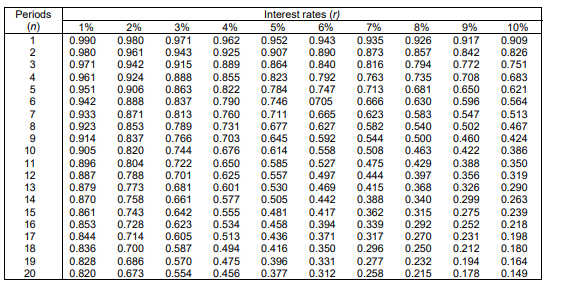 Periods Interest rates (r)
(n) 1% 2% 3% 4% 5% 6% 7% 8% 9% 10%
1 0.990 0.980 0.971 0.962 0.952 0.943 0.935 0.926 0.917 0.909
2 0.980 0.961 0.943 0.925 0.907 0.890 0.873 0.857 0.842 0.826
3 0.971 0.942 0.915 0.889 0.864 0.840 0.816 0.794 0.772 0.751
4 0.961 0.924 0.888 0.855 0.823 0.792 0.763 0.735 0.708 0.683
5 0.951 0.906 0.863 0.822 0.784 0.747 0.713 0.681 0.650 0.621
6 0.942 0.888 0.837 0.790 0.746 0705 0.666 0.630 0.596 0.564
7 0.933 0.871 0.813 0.760 0.711 0.665 0.623 0.583 0.547 0.513
8 0.923 0.853 0.789 0.731 0.677 0.627 0.582 0.540 0.502 0.467
9 0.914 0.837 0.766 0.703 0.645 0.592 0.544 0.500 0.460 0.424
10 0.905 0.820 0.744 0.676 0.614 0.558 0.508 0.463 0.422 0.386
11 0.896 0.804 0.722 0.650 0.585 0.527 0.475 0.429 0.388 0.350
12 0.887 0.788 0.701 0.625 0.557 0.497 0.444 0.397 0.356 0.319
13 0.879 0.773 0.681 0.601 0.530 0.469 0.415 0.368 0.326 0.290
14 0.870 0.758 0.661 0.577 0.505 0.442 0.388 0.340 0.299 0.263
15 0.861 0.743 0.642 0.555 0.481 0.417 0.362 0.315 0.275 0.239
16 0.853 0.728 0.623 0.534 0.458 0.394 0.339 0.292 0.252 0.218
17 0.844 0.714 0.605 0.513 0.436 0.371 0.317 0.270 0.231 0.198
18 0.836 0.700 0.587 0.494 0.416 0.350 0.296 0.250 0.212 0.180
19 0.828 0.686 0.570 0.475 0.396 0.331 0.277 0.232 0.194 0.164
20 0.820 0.673 0.554 0.456 0.377 0.312 0.258 0.215 0.178 0.149